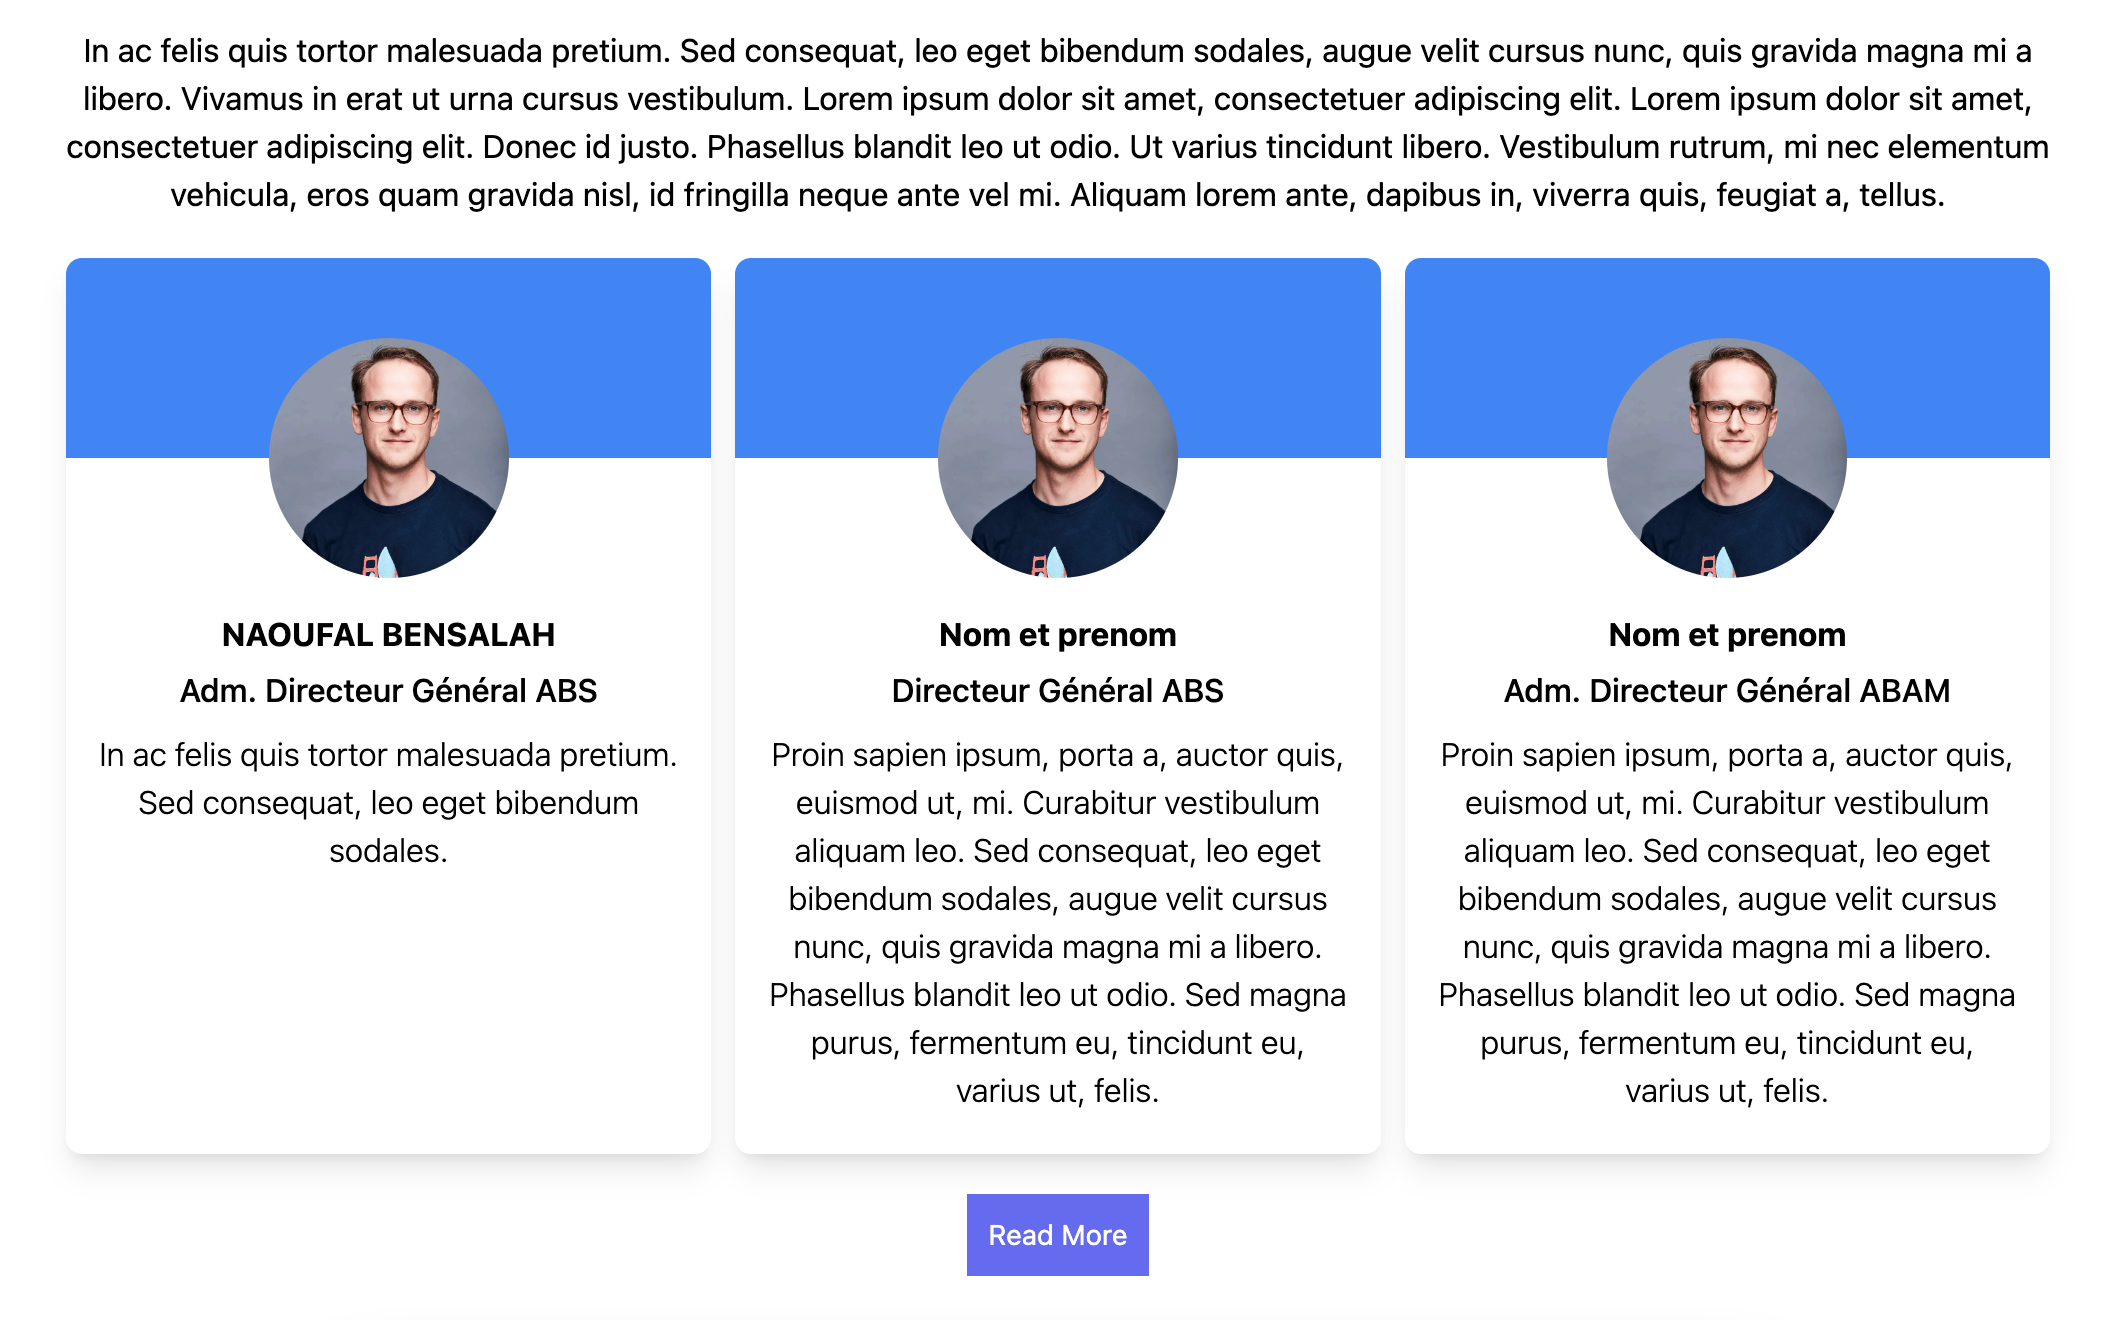 In ac felis quis tortor malesuada pretium. Sed consequat, leo eget bibendum sodales, augue velit cursus nunc, quis gravida magna mi a
libero. Vivamus in erat ut urna cursus vestibulum. Lorem ipsum dolor sit amet, consectetuer adipiscing elit. Lorem ipsum dolor sit amet,
consectetuer adipiscing elit. Donec id justo. Phasellus blandit leo ut odio. Ut varius tincidunt libero. Vestibulum rutrum, mi nec elementum
vehicula, eros quam gravida nisl, id fringilla neque ante vel mi. Aliquam lorem ante, dapibus in, viverra quis, feugiat a, tellus.
NAOUFAL BENSALAH
Adm. Directeur Général ABS
In ac felis quis tortor malesuada pretium.
Sed consequat, leo eget bibendum
sodales.
Nom et prenom
Directeur Général ABS
Proin sapien ipsum, porta a, auctor quis,
euismod ut, mi. Curabitur vestibulum
aliquam leo. Sed consequat, leo eget
bibendum sodales, augue velit cursus
nunc, quis gravida magna mi a libero.
Phasellus blandit leo ut odio. Sed magna
purus, fermentum eu, tincidunt eu,
varius ut, felis.
Nom et prenom
Adm. Directeur Général ABAM
Proin sapien ipsum, porta a, auctor quis,
euismod ut, mi. Curabitur vestibulum
aliquam leo. Sed consequat, leo eget
bibendum sodales, augue velit cursus
nunc, quis gravida magna mi a libero.
Phasellus blandit leo ut odio. Sed magna
purus, fermentum eu, tincidunt eu,
varius ut, felis.
Read More